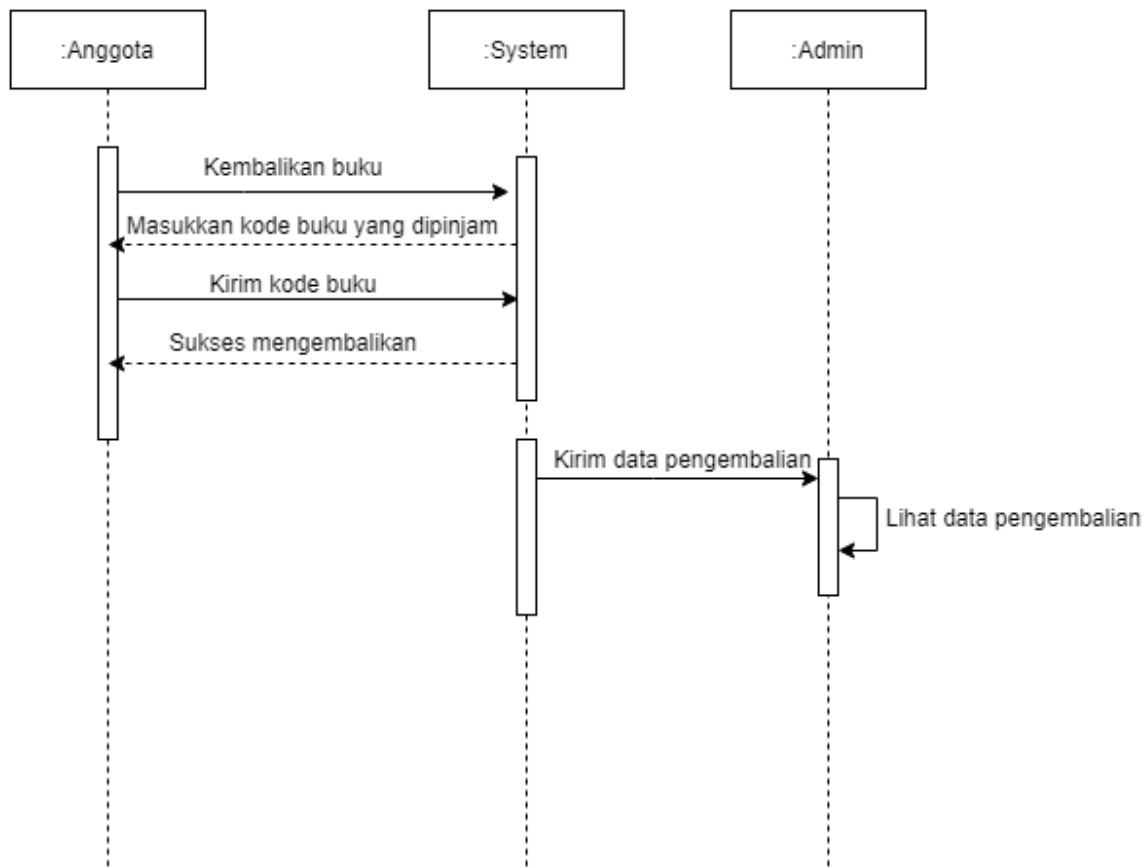 :Anggota
:System
:Admin
Kembalikan buku
Masukkan kode buku yang dipinjam
Kirim kode buku
Sukses mengembalikan
Kirim data pengembalian
Lihat data pengembalian